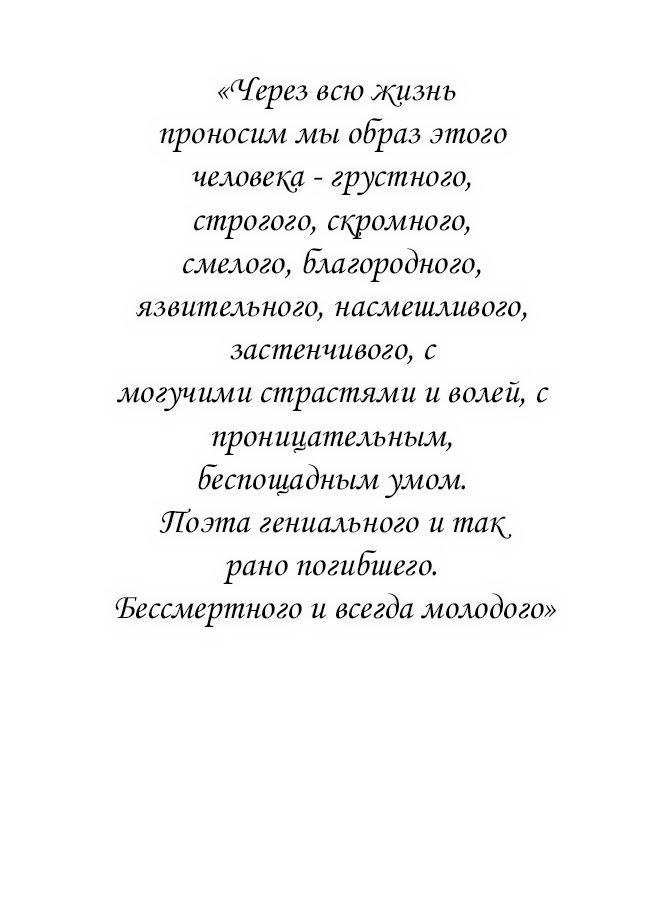 «Через всю жизнь
проносим мы образ этого
человека - грустного,
строгого, скромного,
смелого, благородного,
язвительного, насмешливого,
застенчивого, с
могучими страстями и волей, с
проницательным,
беспощадным умом.
Поэта гениального и так
рано погибшего.
Бессмертного и всегда молодого»